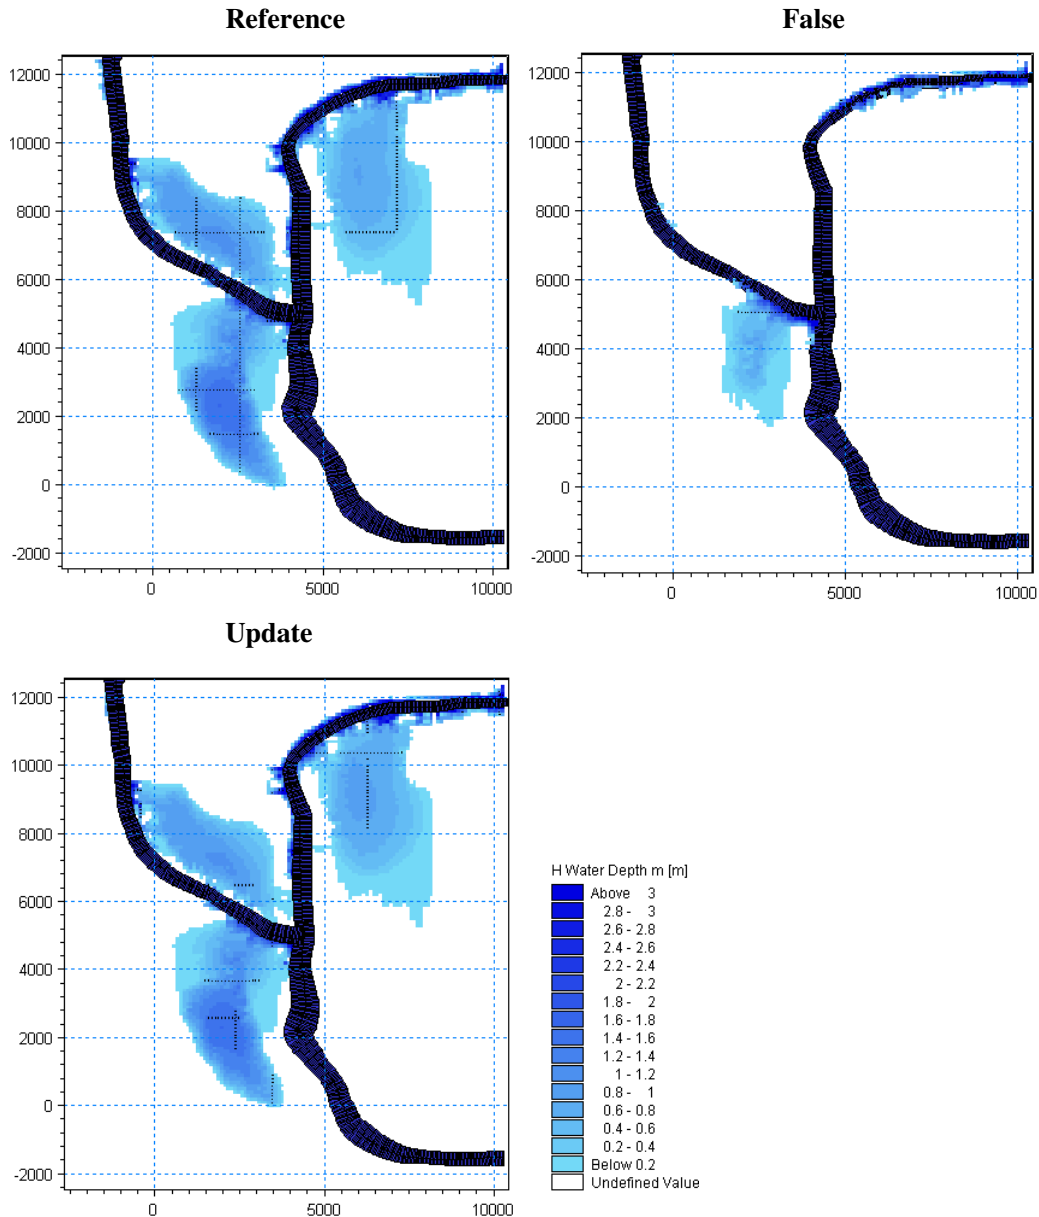 Reference
False
12000
10000
8000
6000
4000
2000
0
-2000
0
5000
10000
12000
10000
8000
6000
4000
2000
0
-2000
0
5000
10000
Update
12000
10000
8000
6000
4000
2000
0
-2000
0
5000
10000
H Water Depth m [m]
Above 3
2.8 - 3
2.6 - 2.8
2.4 - 2.6
2.2 - 2.4
2 - 2.2
1.8 - 2
1.6 - 1.8
1.4 - 1.6
1.2 - 1.4
1 - 1.2
0.8 - 1
0.6 - 0.8
0.4 - 0.6
0.2 - 0.4
Below 0.2
Undefined Value